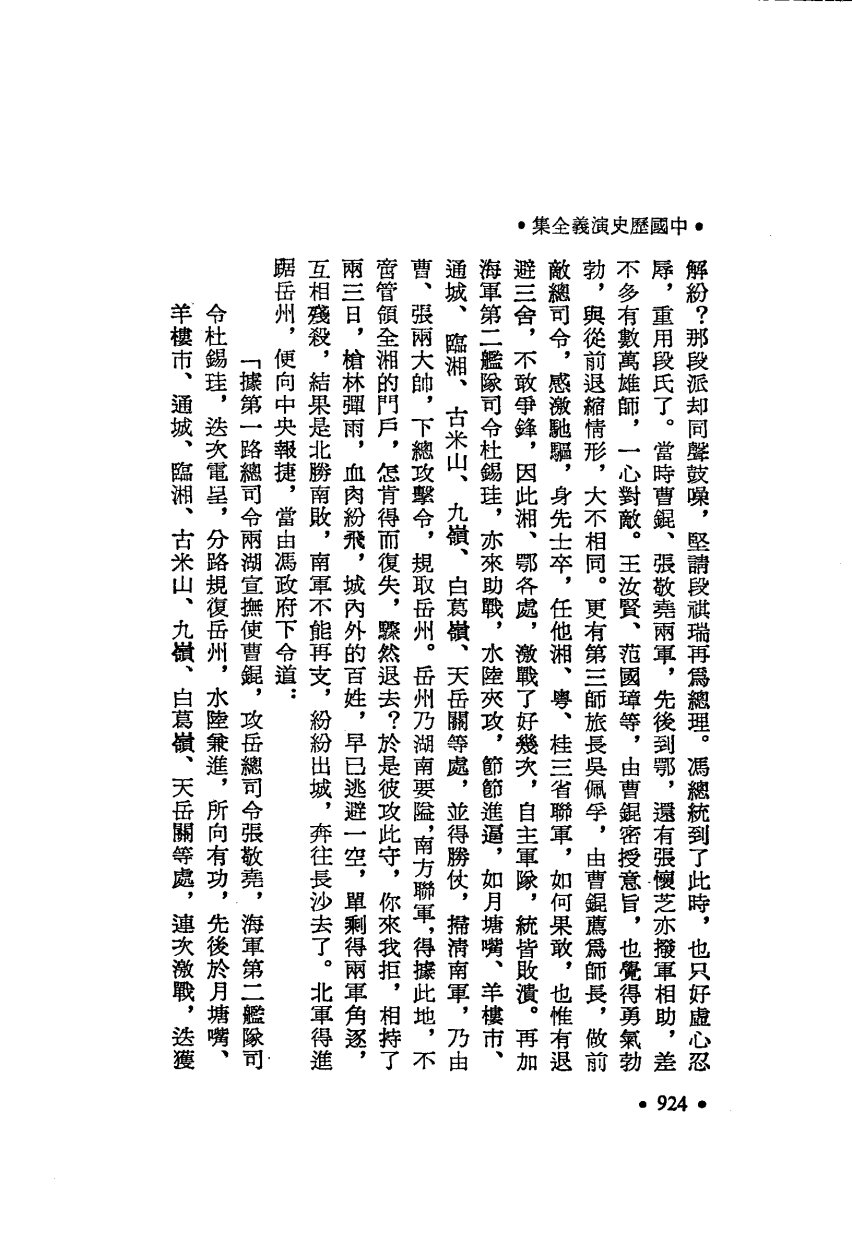 •中國歷史演義全集•
解紛？那段派却同聲鼓噪，堅請段祺瑞再爲總理。馮總統到了此時，也只好虛心忍
辱，重用段氏了。當時曹錕、張敬堯兩軍，先後到鄂，還有張懷芝亦撥軍相助，差
不多有數萬雄師，一心對敵。王汝賢、范國璋等，由曹錕密授意旨，也覺得勇氣勃
勃，與從前退縮情形，大不相同。更有第三師旅長吳佩孚，由曹錕薦爲師長，做前
敵總司令，感激馳驅，身先士卒，任他湘、粵、桂三省聯軍，如何果敢，也惟有退
避三舍，不敢爭鋒，因此湘、鄂各處，激戰了好幾次，自主軍隊，統皆敗潰。再加
海軍第二艦隊司令杜錫珪，亦來助戰，水陸夾攻，節節進逼，如月塘嘴、羊樓市、
通城、臨湘、古米山、九嶺、白葛嶺、天岳關等處，並得勝仗，掃清南軍，乃由
曹、張兩大帥，下總攻擊令，規取岳州。岳州乃湖南要隘，南方聯軍，得據此地，不
啻管領全湘的門戶，怎肯得而復失，驟然退去？於是彼攻此守，你來我拒，相持了
兩三日，槍林彈雨，血肉紛飛，城內外的百姓，早已逃避一空，單剩得兩軍角逐，
互相殘殺，結果是北勝南敗，南軍不能再支，紛紛出城，奔往長沙去了。北軍得進
踞岳州，便向中央報捷，當由馮政府下令道：
「據第一路總司令兩湖宣撫使曹錕，攻岳總司令張敬堯，海軍第二艦隊司
令杜錫珪，迭次電呈，分路規復岳州，水陸兼進，所向有功，先後於月塘嘴、
羊樓市、通城、臨湘、古米山、九嶺、白葛嶺、天岳關等處，連次激戰，迭獲
•924•